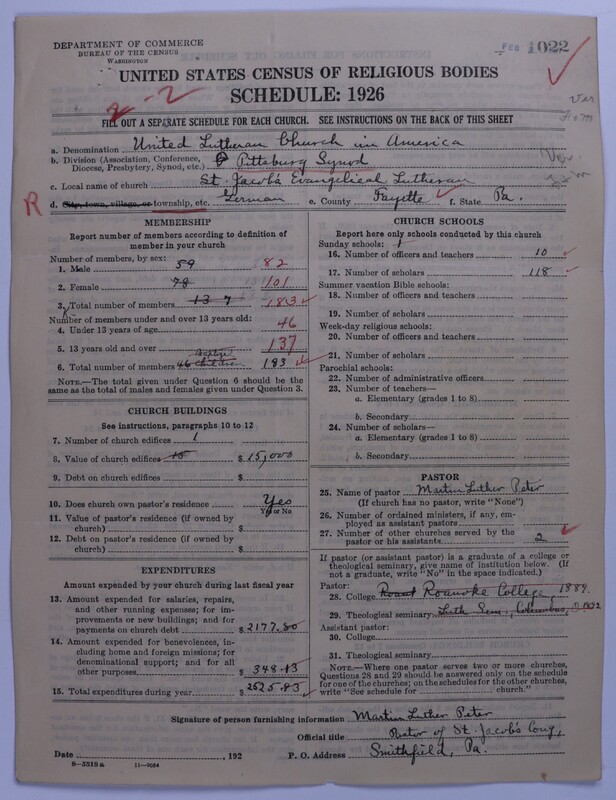 DEPARTMENT OF COMMERCE
BUREAU OF THE CENSUS
WASHINGTON
FEB 1022
UNITED STATES CENSUS OF RELIGIOUS BODIES
SCHEDULE: 1926
2-2
FILL OUT A SEPARATE SCHEDULE FOR EACH CHURCH. SEE INSTRUCTIONS ON THE BACK OF THIS SHEET
a. Denomination United Lutheran Church in America
b. Division (Association, Conference, Diocese, Presbytery, Synod, etc.) Pittsburg Synod
c. Local name of church St. Jacob's Evangelical Lutheran
R d. City, town, village, or township, etc. German e. County Fayette f. State Pa.
MEMBERSHIP
Report number of members according to definition of
member in your church
Number of members, by sex:
1. Male 59 82
2. Female 78 101
3. Total number of members 137 183
Number of members under and over 13 years old:
4. Under 13 years of age 46
5. 13 years old and over 137
6. Total number of members 46 children 183
NOTE.—The total given under Question 6 should be
same as the total of males and females given under Question 3.
CHURCH BUILDINGS
See instructions, paragraphs 10 to 12
7. Number of church edifices 1
8. Value of church edifices 15 $ 15,000
9. Debt on church edifices $
10. Does church own pastor's residence Yes
Yes or No
11. Value of pastor's residence (if owned by
church) $
12. Debt on pastor's residence (if owned by
church) $
EXPENDITURES
Amount expended by your church during last fiscal year
13. Amount expended for salaries, repairs,
and other running expenses; for im-
provements or new buildings; and for
payments on church debt $ 2177.80
14. Amount expended for benevolences, in-
cluding home and foreign missions; for
denominational support; and for all
other purposes $ 348.13
15. Total expenditures during year $ 2525.93
CHURCH SCHOOLS
Report here only schools conducted by this church
Sunday schools: 1
16. Number of officers and teachers 10
17. Number of scholars 118
Summer vacation Bible schools:
18. Number of officers and teachers
19. Number of scholars
Week-day religious schools:
20. Number of officers and teachers
21. Number of scholars
Parochial schools:
22. Number of administrative officers
23. Number of teachers—
a. Elementary (grades 1 to 8)
b. Secondary
24. Number of scholars—
a. Elementary (grades 1 to 8)
b. Secondary
PASTOR
25. Name of pastor Martin Luther Peter
(If church has no pastor, write "None")
26. Number of ordained ministers, if any, em-
ployed as assistant pastors
27. Number of other churches served by the
pastor or his assistants 2
If pastor (or assistant pastor) is a graduate of a college or
theological seminary, give name of institution below. (If
not a graduate, write "No" in the space indicated.)
Pastor:
28. College Roanoke College, 1889.
29. Theological seminary Luth Sem., Columbus, O. 1892
Assistant pastor:
30. College
31. Theological seminary
NOTE.—Where one pastor serves two or more churches,
Questions 28 and 29 should be answered only on the schedule
for one of the churches; on the schedules for the other churches,
write "See schedule for church."
Signature of person furnishing information Martin Luther Peter
Official title Pastor of St. Jacob's Cong,
Date , 192 P. O. Address Smithfield, Pa.
8-5518a 11-9084